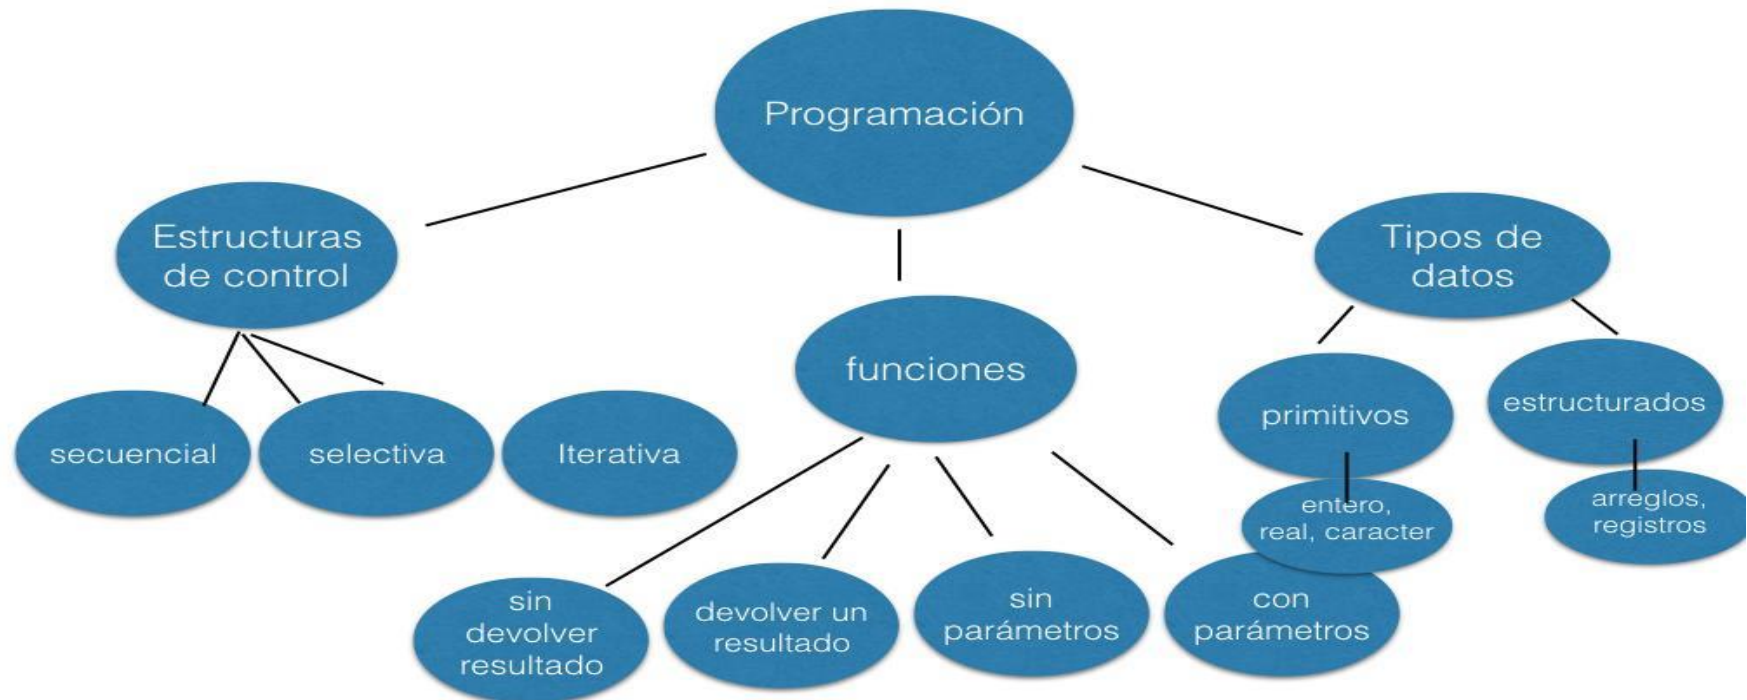 Programación
Estructuras
de control
Tipos de
datos
funciones
secuencial
selectiva
Iterativa
primitivos
estructurados
entero,
real, caracter
arreglos,
registros
sin
devolver
resultado
devolver un
resultado
sin
parámetros
con
parámetros